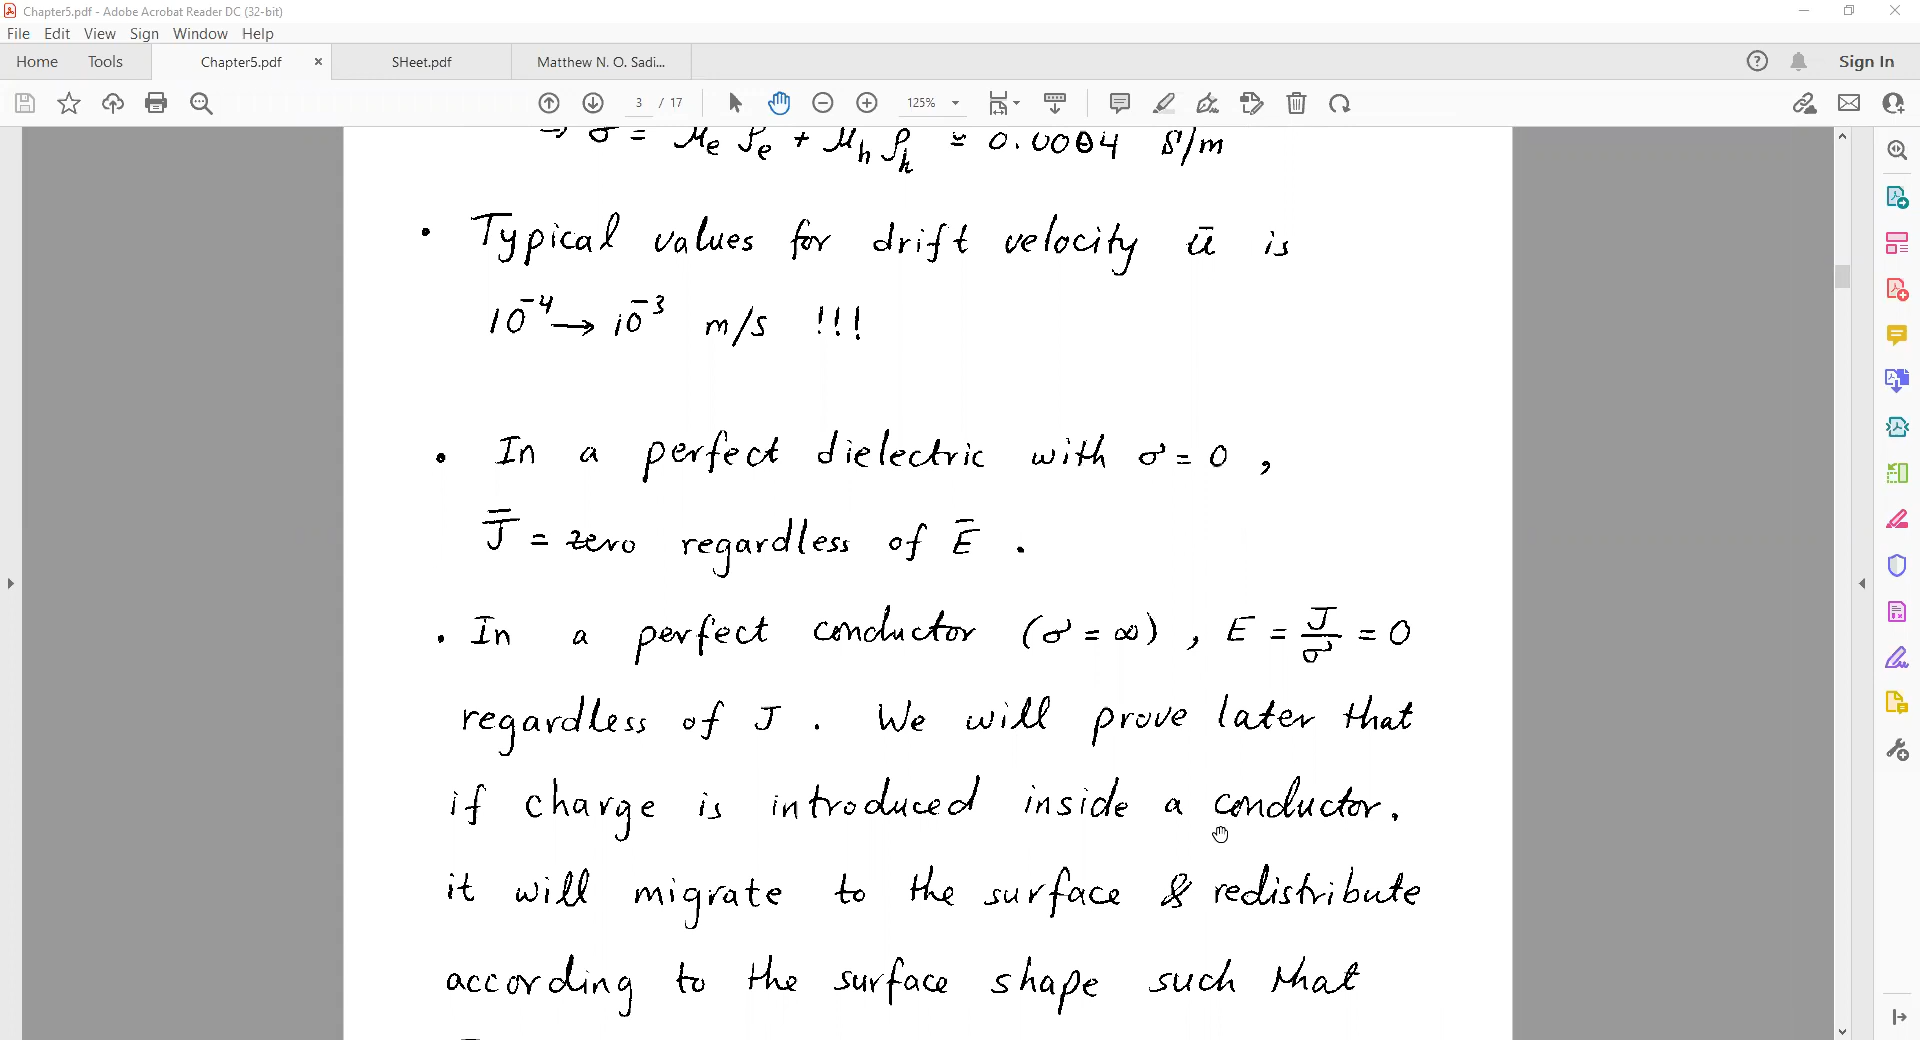 Chapter5.pdf - Adobe Acrobat Reader DC (32-bit)
File Edit View Sign Window Help
Home Tools Chapter5.pdf × SHeet.pdf Matthew N. O. Sadi... Sign In
3 / 17 125%
→ σ = μe ρe + μh ρh ≅ 0.0004 S/m
• Typical values for drift velocity ū is
10⁻⁴ → 10⁻³ m/s !!!
• In a perfect dielectric with σ = 0 ,
J̄ = zero regardless of Ē .
• In a perfect conductor (σ = ∞) , E = J/σ = 0
regardless of J . We will prove later that
if charge is introduced inside a conductor.
it will migrate to the surface & redistribute
according to the surface shape such that